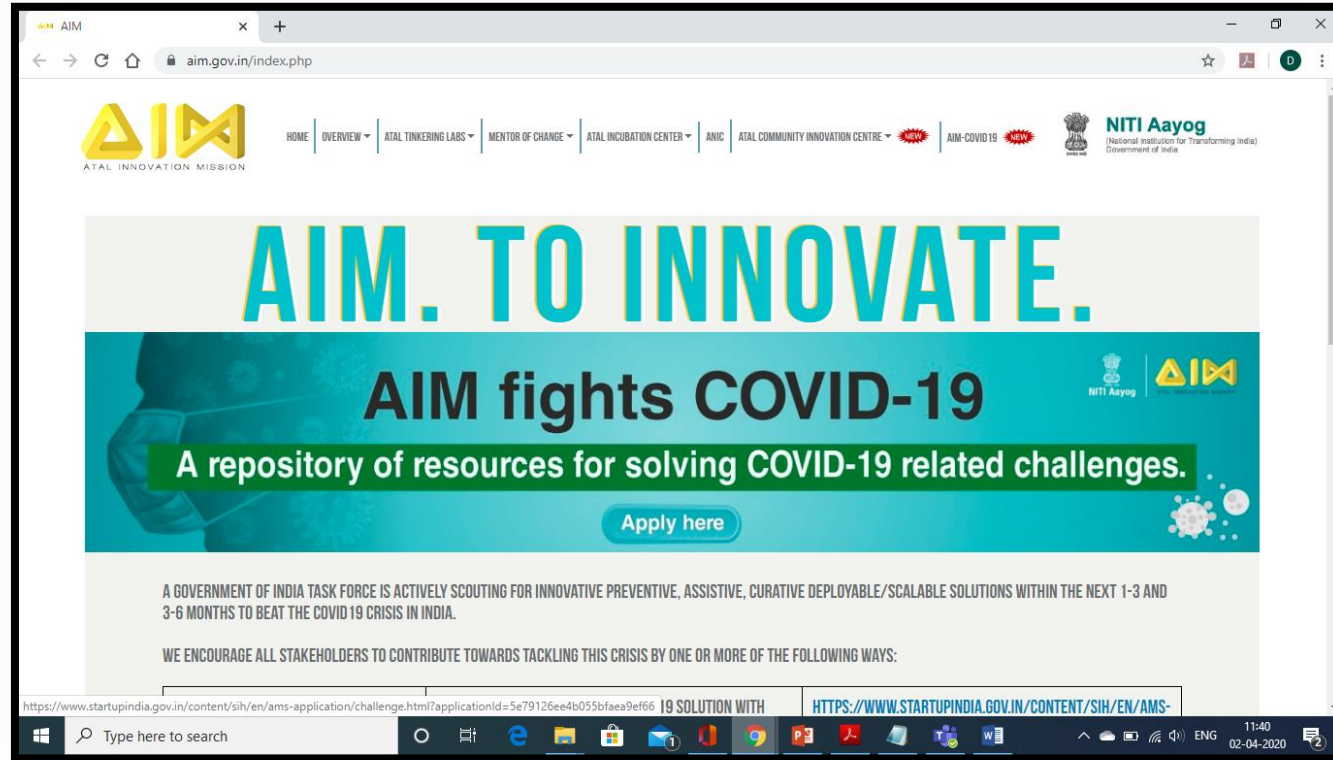 AIM AIM
aim.gov.in/index.php
D
AIM
ATAL INNOVATION MISSION
HOME OVERVIEW ATAL TINKERING LABS MENTOR OF CHANGE ATAL INCUBATION CENTER ANIC ATAL COMMUNITY INNOVATION CENTRE NEW AIM-COVID19 NEW
NITI Aayog
(National Institution for Transforming India)
Government of India
AIM. TO INNOVATE.
AIM fights COVID-19
NITI Aayog AIM
A repository of resources for solving COVID-19 related challenges.
Apply here
A GOVERNMENT OF INDIA TASK FORCE IS ACTIVELY SCOUTING FOR INNOVATIVE PREVENTIVE, ASSISTIVE, CURATIVE DEPLOYABLE/SCALABLE SOLUTIONS WITHIN THE NEXT 1-3 AND
3-6 MONTHS TO BEAT THE COVID19 CRISIS IN INDIA.
WE ENCOURAGE ALL STAKEHOLDERS TO CONTRIBUTE TOWARDS TACKLING THIS CRISIS BY ONE OR MORE OF THE FOLLOWING WAYS:
https://www.startupindia.gov.in/content/sih/en/ams-application/challenge.html?applicationId=5e79126ee4b055bfaea9ef66 19 SOLUTION WITH HTTPS://WWW.STARTUPINDIA.GOV.IN/CONTENT/SIH/EN/AMS-
Type here to search
ENG
11:40
02-04-2020